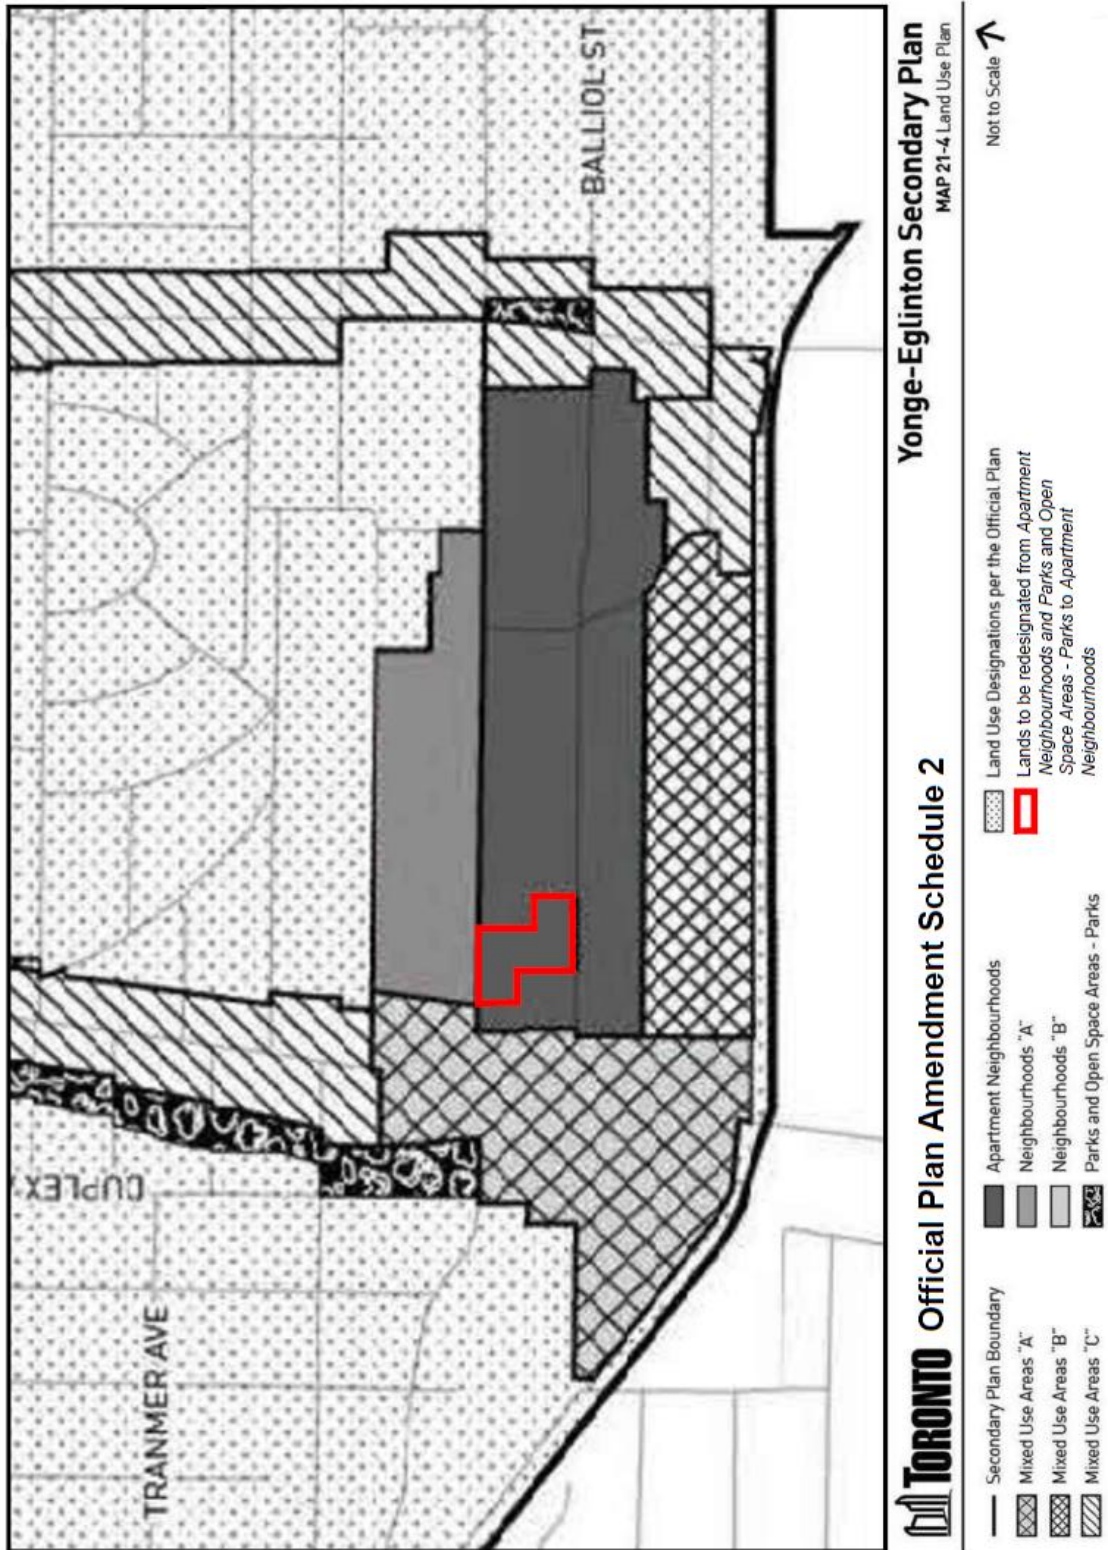 TRANMER AVE
DUPLEX
BALLIOL ST
TORONTO Official Plan Amendment Schedule 2
Yonge-Eglinton Secondary Plan
MAP 21-4 Land Use Plan
Secondary Plan Boundary
Mixed Use Areas "A"
Mixed Use Areas "B"
Mixed Use Areas "C"
Apartment Neighbourhoods
Neighbourhoods "A"
Neighbourhoods "B"
Parks and Open Space Areas - Parks
Land Use Designations per the Official Plan
Lands to be redesignated from Apartment
Neighbourhoods and Parks and Open
Space Areas - Parks to Apartment
Neighbourhoods
Not to Scale